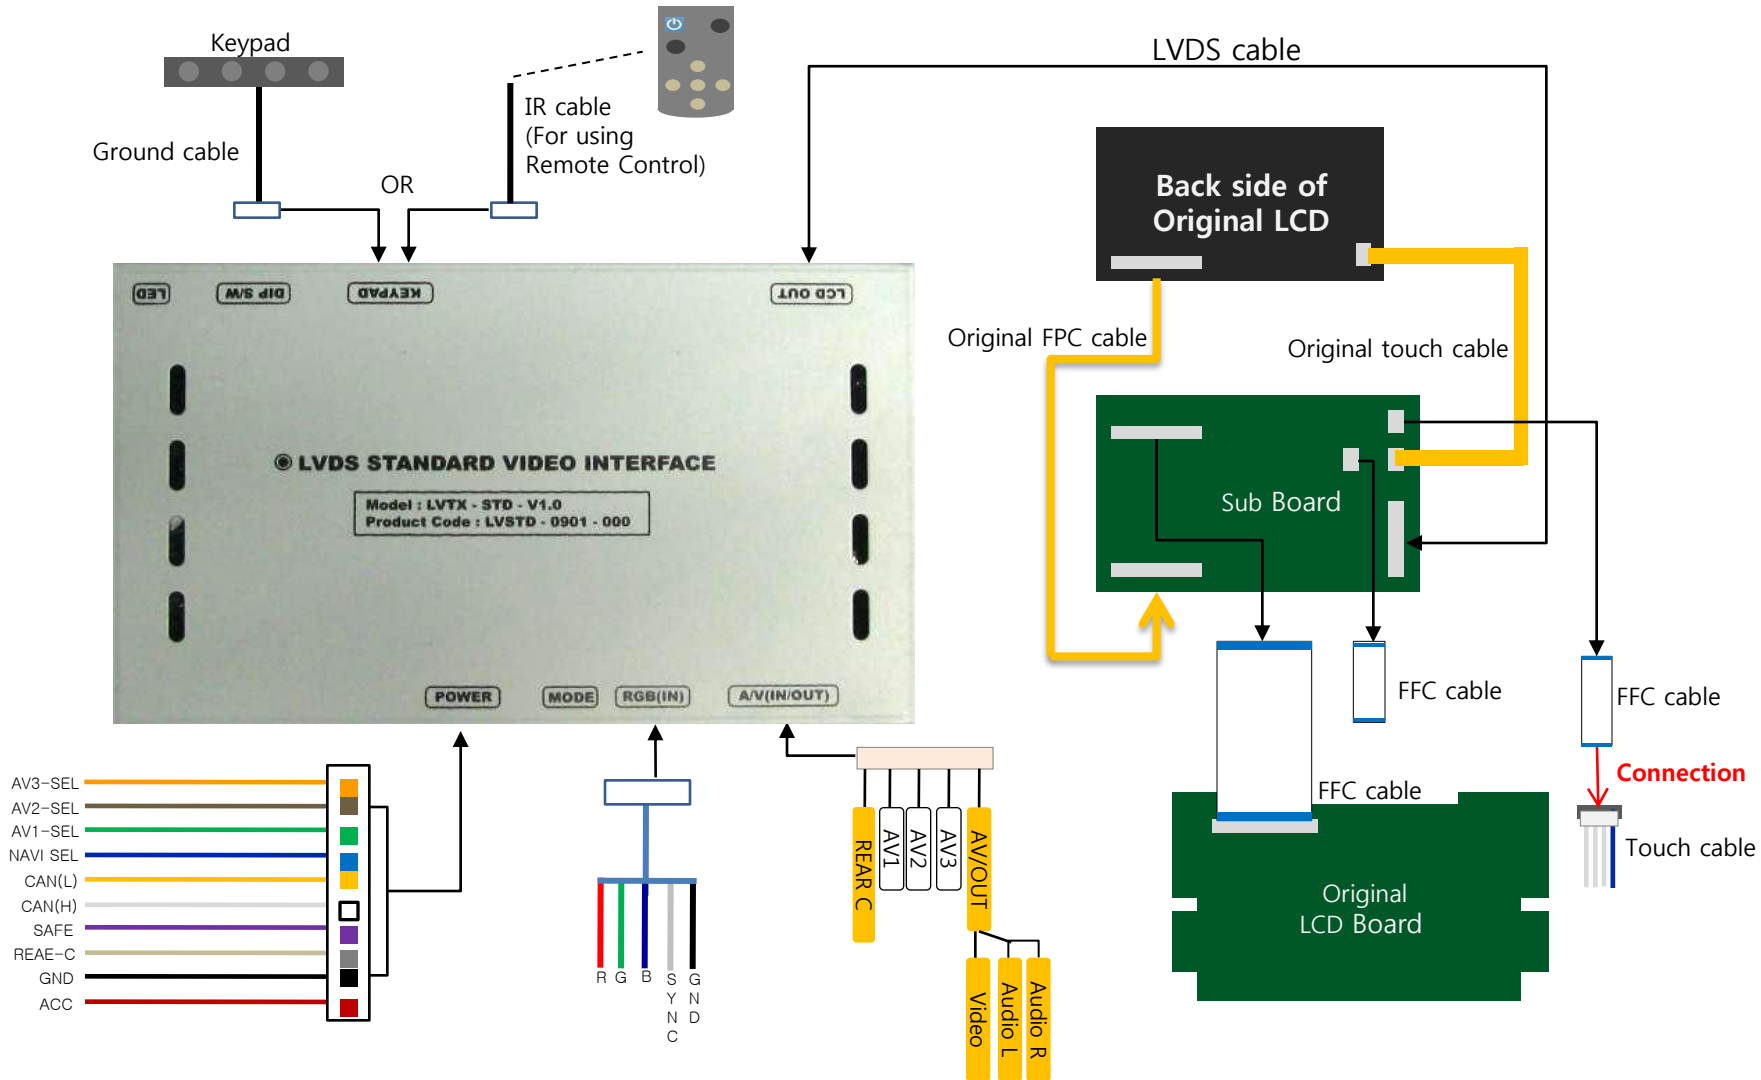 Keypad
LVDS cable
IR cable
(For using
Remote Control)
Ground cable
OR
Back side of
Original LCD
LED
DIP S/W
KEYPAD
LCD OUT
Original FPC cable
Original touch cable
LVDS STANDARD VIDEO INTERFACE
Model : LVTX - STD - V1.0
Product Code : LVSTD - 0901 - 000
Sub Board
POWER
MODE
RGB(IN)
A/V(IN/OUT)
FFC cable
FFC cable
Connection
FFC cable
Touch cable
Original
LCD Board
AV3-SEL
AV2-SEL
AV1-SEL
NAVI SEL
CAN(L)
CAN(H)
SAFE
REAE-C
GND
ACC
R
G
B
SYNC
GND
REAR C
AV1
AV2
AV3
AV/OUT
Video
Audio L
Audio R